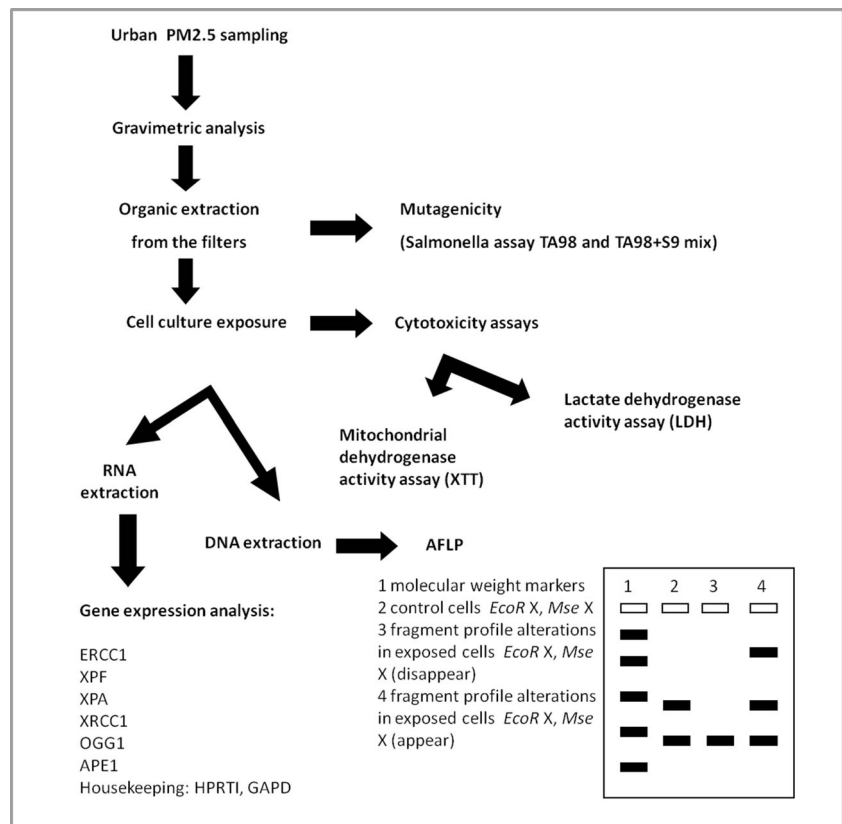 Urban PM2.5 sampling
Gravimetric analysis
Organic extraction
from the filters
Mutagenicity
(Salmonella assay TA98 and TA98+S9 mix)
Cell culture exposure
Cytotoxicity assays
Lactate dehydrogenase
activity assay (LDH)
Mitochondrial
dehydrogenase
activity assay (XTT)
RNA
extraction
DNA extraction
AFLP
Gene expression analysis:
ERCC1
XPF
XPA
XRCC1
OGG1
APE1
Housekeeping: HPRTI, GAPD
1 molecular weight markers
2 control cells EcoR X, Mse X
3 fragment profile alterations
in exposed cells EcoR X, Mse
X (disappear)
4 fragment profile alterations
in exposed cells EcoR X, Mse
X (appear)
1 2 3 4